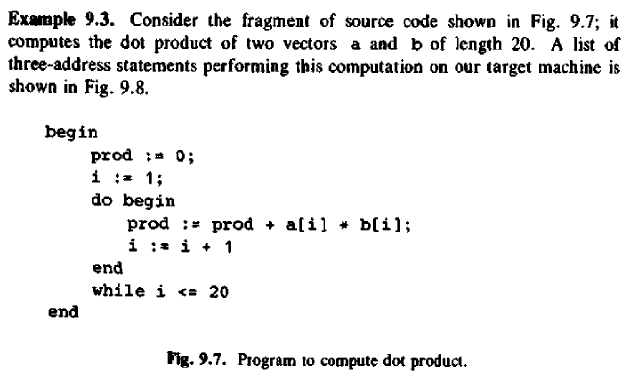 Example 9.3. Consider the fragment of source code shown in Fig. 9.7; it
computes the dot product of two vectors a and b of length 20. A list of
three-address statements performing this computation on our target machine is
shown in Fig. 9.8.
begin
prod := 0;
i := 1;
do begin
prod := prod + a[i] * b[i];
i := i + 1
end
while i <= 20
end
Fig. 9.7. Program to compute dot product.